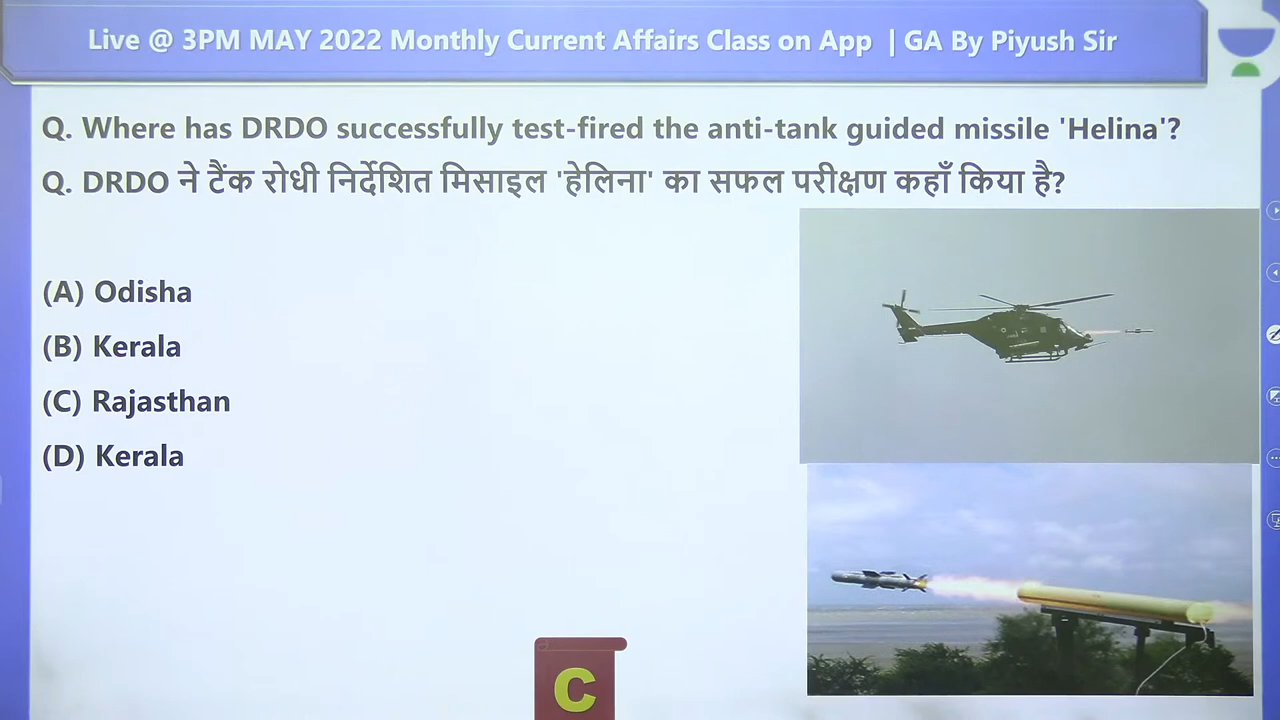 Live @ 3PM MAY 2022 Monthly Current Affairs Class on App | GA By Piyush Sir
Q. Where has DRDO successfully test-fired the anti-tank guided missile 'Helina'?
Q. DRDO ने टैंक रोधी निर्देशित मिसाइल 'हेलिना' का सफल परीक्षण कहाँ किया है?
(A) Odisha
(B) Kerala
(C) Rajasthan
(D) Kerala
C